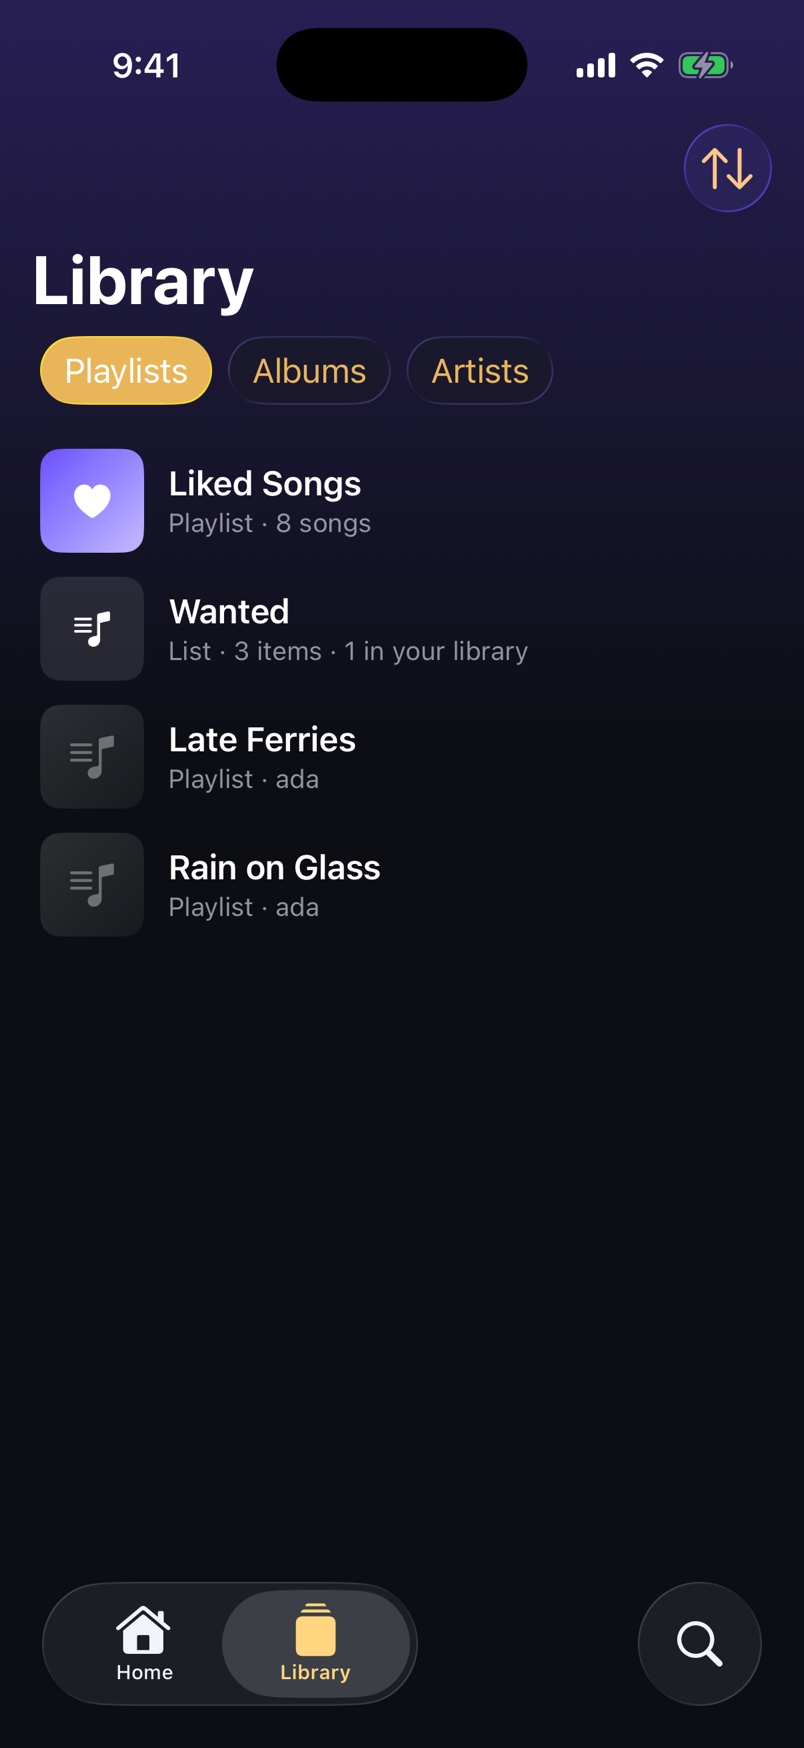 9:41
Library
Playlists Albums Artists
Liked Songs
Playlist · 8 songs
Wanted
List · 3 items · 1 in your library
Late Ferries
Playlist · ada
Rain on Glass
Playlist · ada
Home Library